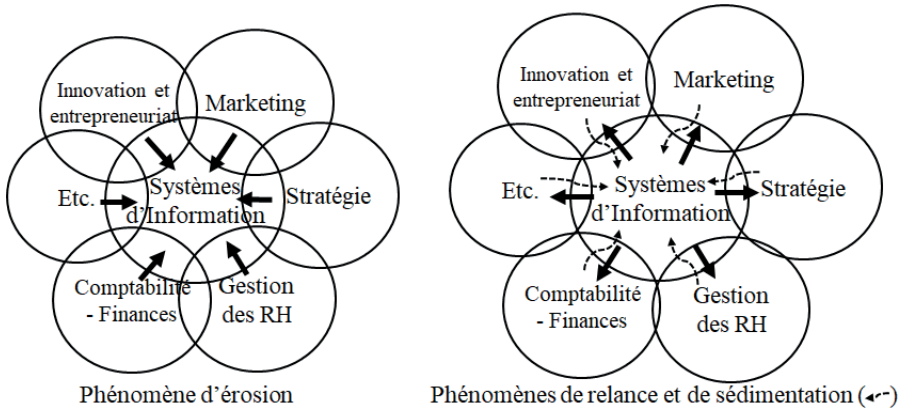 Innovation et
entrepreneuriat
Marketing
Etc.
Systèmes
d'Information
Stratégie
Comptabilité
- Finances
Gestion
des RH
Phénomène d'érosion
Innovation et
entrepreneuriat
Marketing
Etc.
Systèmes
d'Information
Stratégie
Comptabilité
- Finances
Gestion
des RH
Phénomènes de relance et de sédimentation ( )